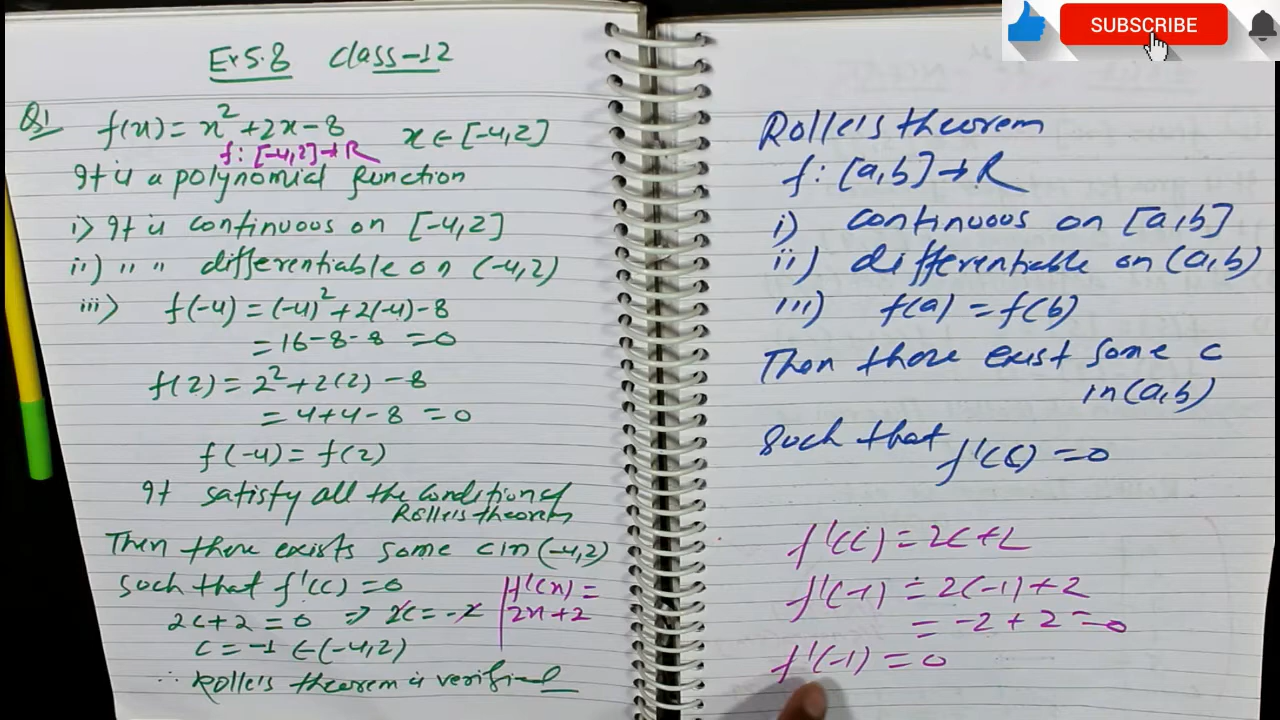 Ex 5.8 class-12
Q1 f(x) = x² + 2x - 8 x ∈ [-4,2]
f: [-4,2] → R
It is a polynomial function
i) It is continuous on [-4,2]
ii) " " differentiable on (-4,2)
iii) f(-4) = (-4)² + 2(-4) - 8
= 16 - 8 - 8 = 0
f(2) = 2² + 2(2) - 8
= 4 + 4 - 8 = 0
f(-4) = f(2)
It satisfy all the condition of
Rolle's theorem
Then there exists some c in (-4,2)
such that f'(c) = 0
f'(x) =
2x + 2
2c + 2 = 0 ⇒ 2c = -2
c = -1 ∈ (-4,2)
∴ Rolle's theorem is verified
SUBSCRIBE
Rolle's theorem
f: [a,b] → R
i) continuous on [a,b]
ii) differentiable on (a,b)
iii) f(a) = f(b)
Then there exist some c
in (a,b)
such that f'(c) = 0
f'(c) = 2c + 2
f'(-1) = 2(-1) + 2
= -2 + 2 = 0
f'(-1) = 0